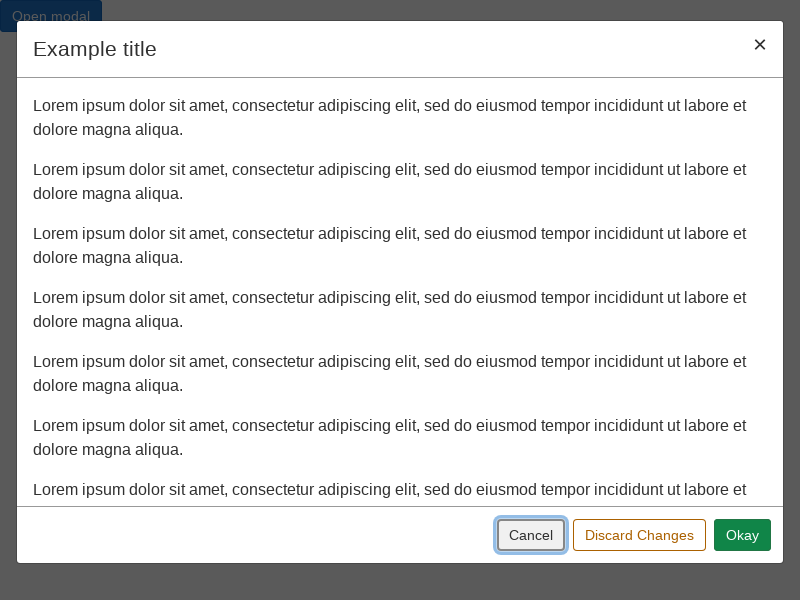 Open modal
Example title
×
Lorem ipsum dolor sit amet, consectetur adipiscing elit, sed do eiusmod tempor incididunt ut labore et
dolore magna aliqua.
Lorem ipsum dolor sit amet, consectetur adipiscing elit, sed do eiusmod tempor incididunt ut labore et
dolore magna aliqua.
Lorem ipsum dolor sit amet, consectetur adipiscing elit, sed do eiusmod tempor incididunt ut labore et
dolore magna aliqua.
Lorem ipsum dolor sit amet, consectetur adipiscing elit, sed do eiusmod tempor incididunt ut labore et
dolore magna aliqua.
Lorem ipsum dolor sit amet, consectetur adipiscing elit, sed do eiusmod tempor incididunt ut labore et
dolore magna aliqua.
Lorem ipsum dolor sit amet, consectetur adipiscing elit, sed do eiusmod tempor incididunt ut labore et
dolore magna aliqua.
Lorem ipsum dolor sit amet, consectetur adipiscing elit, sed do eiusmod tempor incididunt ut labore et
Cancel
Discard Changes
Okay